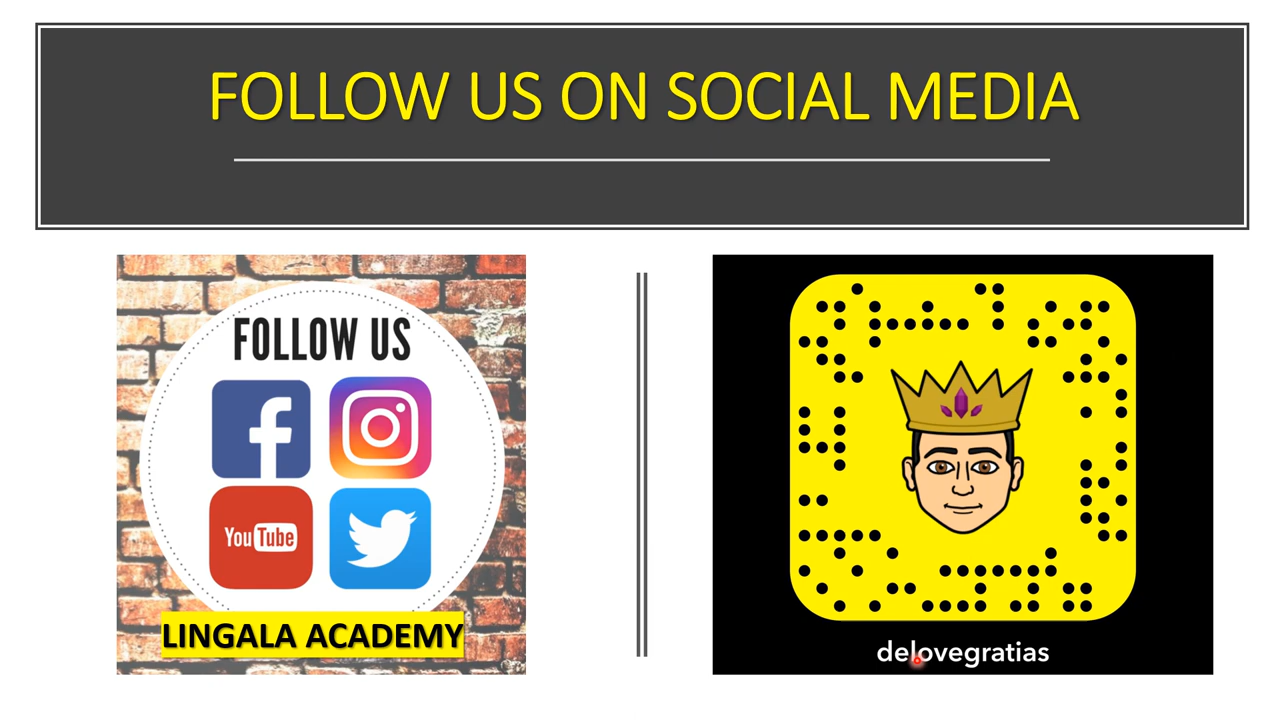 FOLLOW US ON SOCIAL MEDIA
FOLLOW US
You Tube
LINGALA ACADEMY
delovegratias